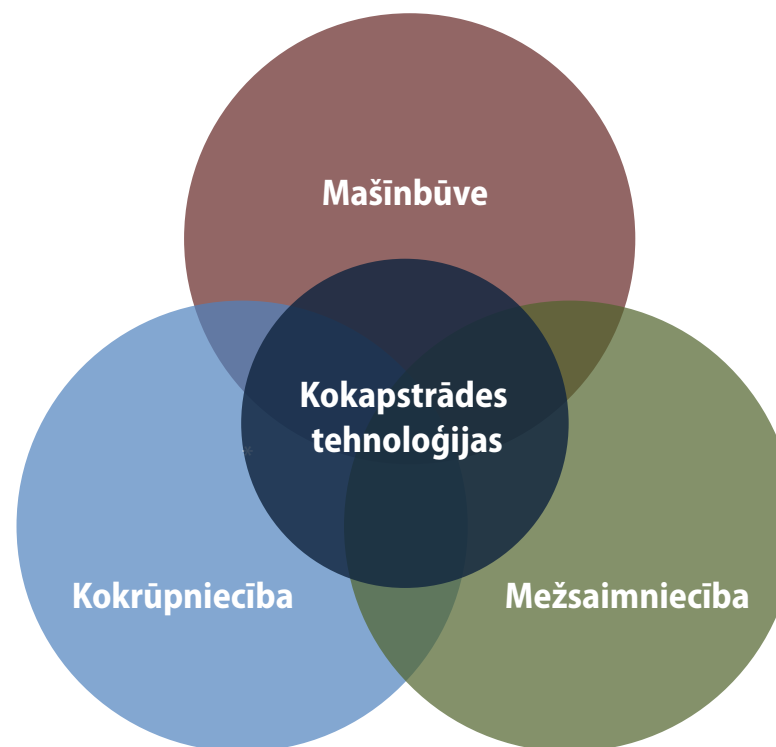 Mašīnbūve
Kokapstrādes
tehnoloģijas
Kokrūpniecība
Mežsaimniecība